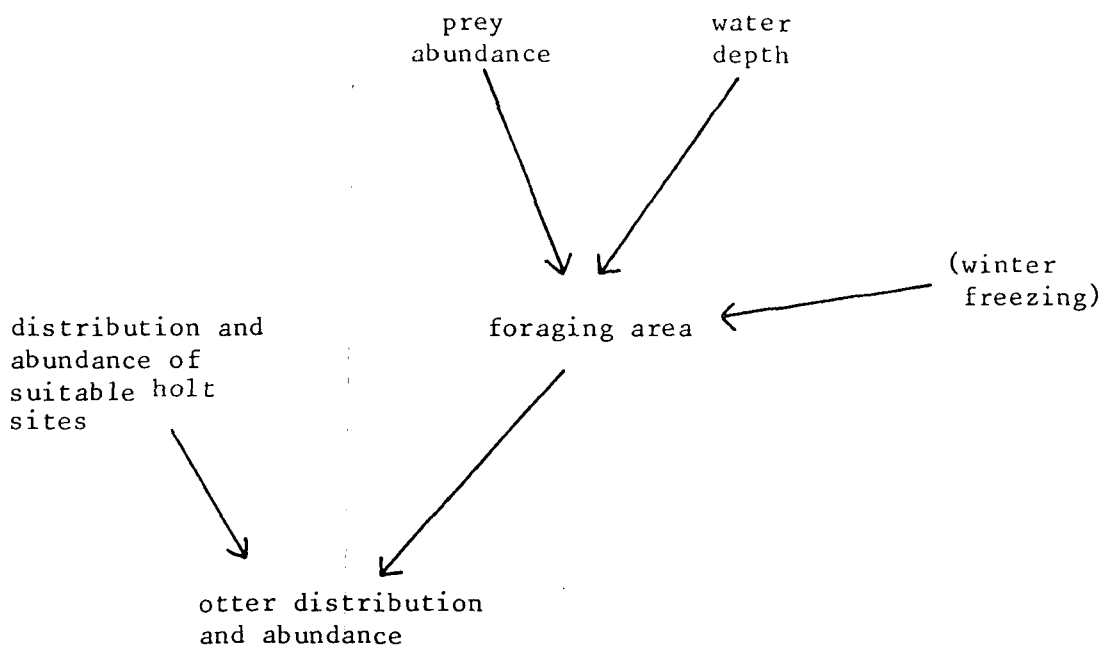 prey
abundance
water
depth
(winter
freezing)
foraging area
distribution and
abundance of
suitable holt
sites
otter distribution
and abundance